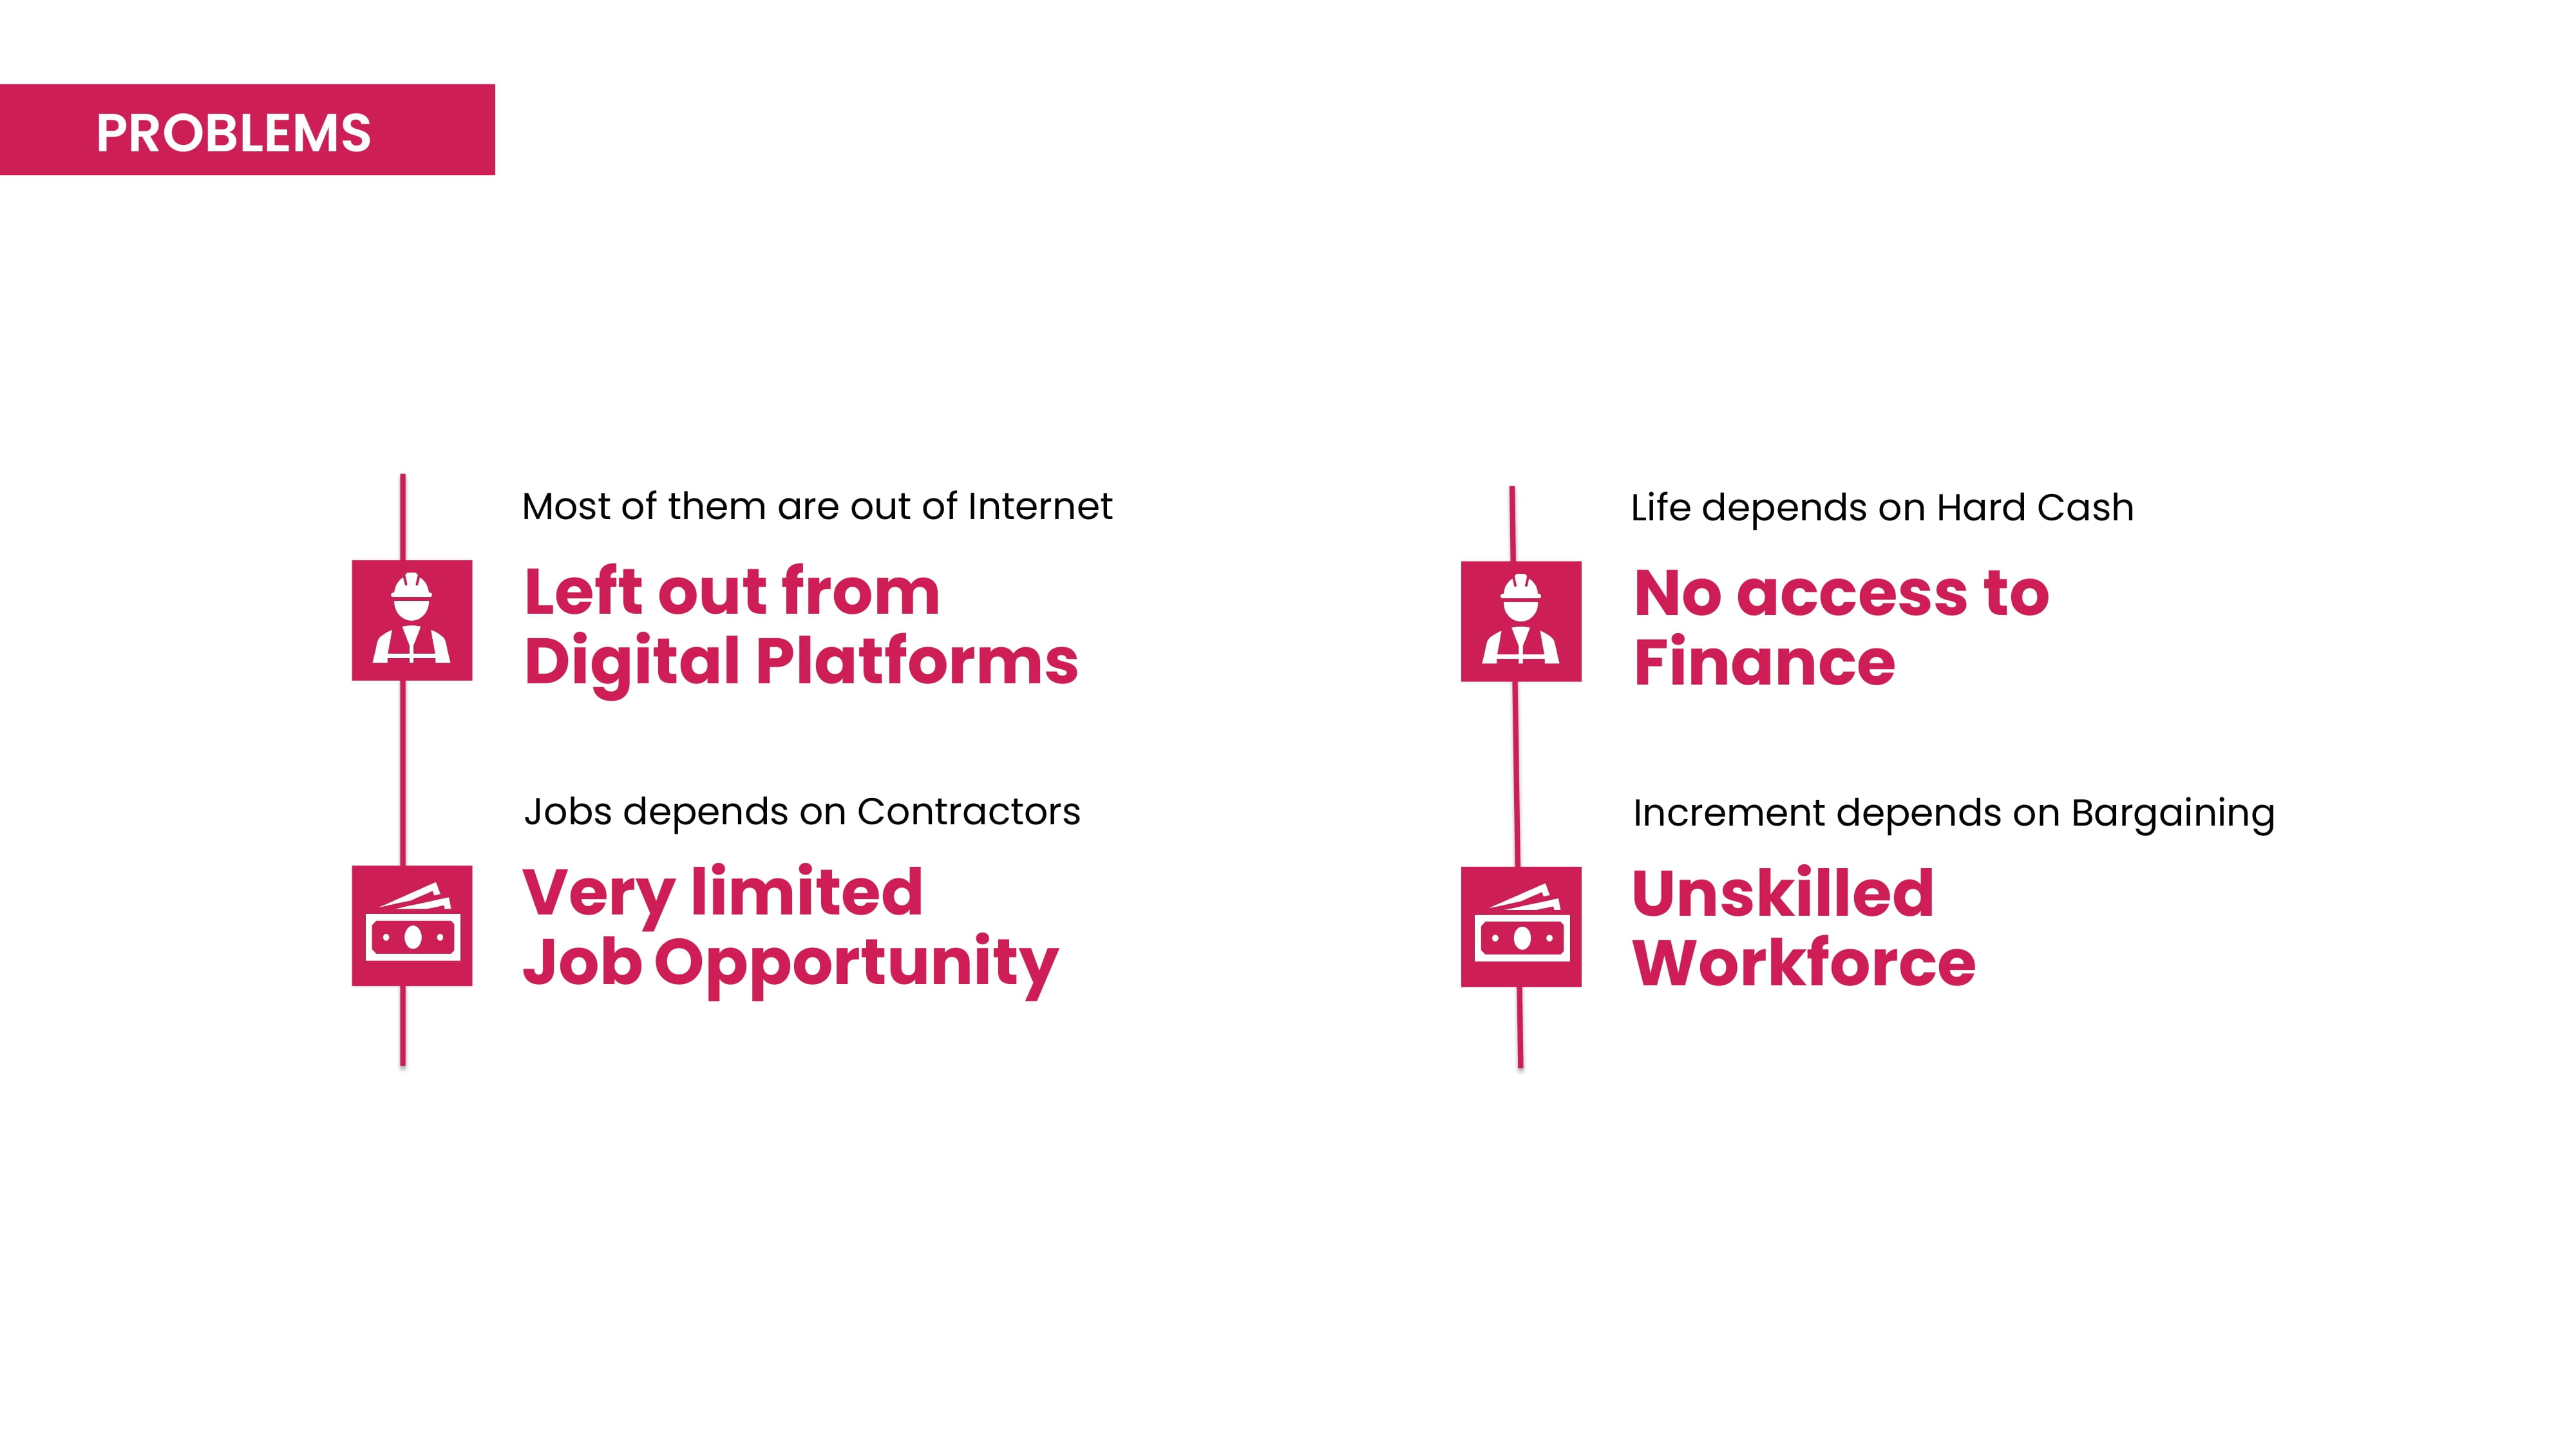 PROBLEMS
Most of them are out of Internet
Left out from
Digital Platforms
Jobs depends on Contractors
Very limited
Job Opportunity
Life depends on Hard Cash
No access to
Finance
Increment depends on Bargaining
Unskilled
Workforce